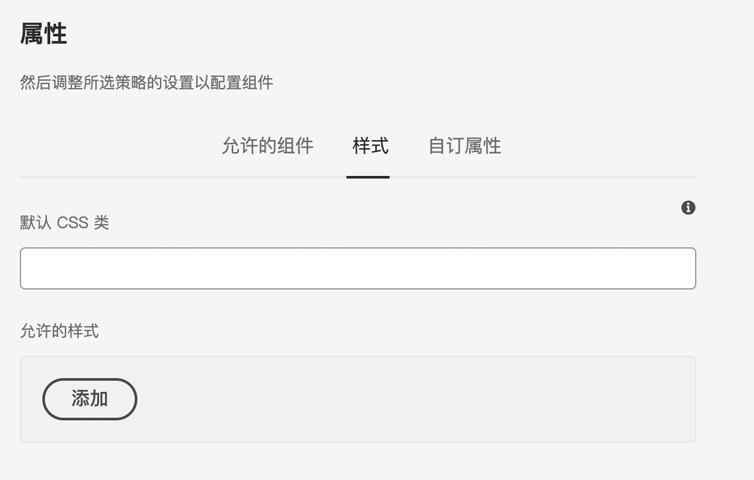 属性
然后调整所选策略的设置以配置组件
允许的组件 样式 自订属性
默认 CSS 类
允许的样式
添加